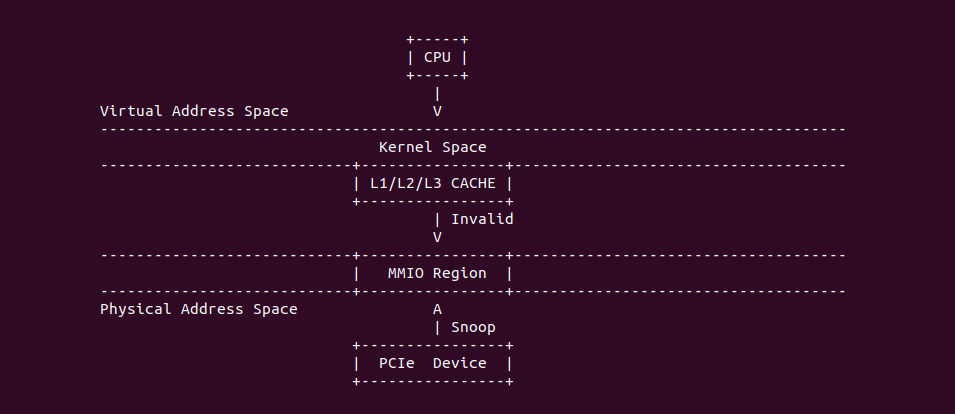 +-----+
| CPU |
+-----+
|
Virtual Address Space V
-----------------------------------------------------------------------------------
Kernel Space
----------------------------+----------------+-------------------------------------
| L1/L2/L3 CACHE |
+----------------+
| Invalid
V
----------------------------+----------------+-------------------------------------
| MMIO Region |
----------------------------+----------------+-------------------------------------
Physical Address Space A
| Snoop
+----------------+
| PCIe Device |
+----------------+